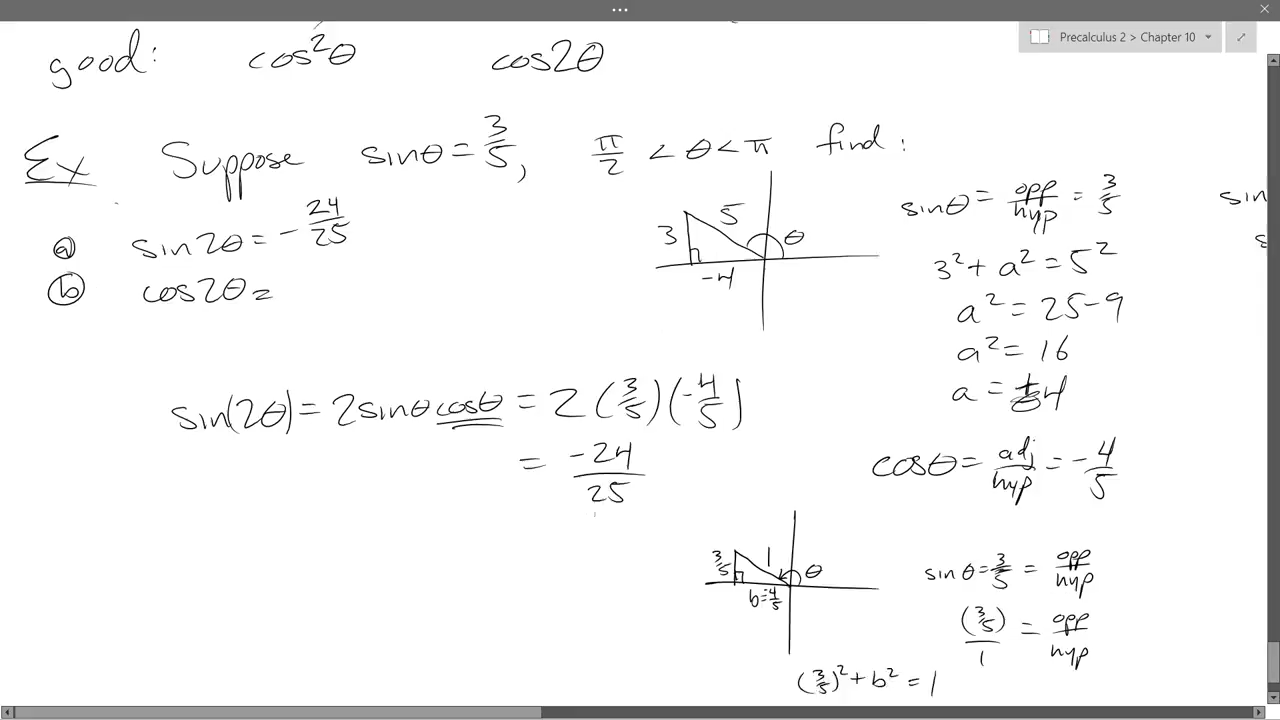 Precalculus 2 > Chapter 10
good: cos²θ cos2θ
Ex Suppose sinθ = 3/5, π/2 < θ < π find:
ⓐ sin2θ = -24/25
ⓑ cos2θ =
3 5 θ
-4
sinθ = opp/hyp = 3/5
3² + a² = 5²
a² = 25-9
a² = 16
a = 4
cosθ = adj/hyp = -4/5
sin
sin(2θ) = 2sinθcosθ = 2(3/5)(-4/5)
= -24/25
3/5 1 θ
b=4/5
sinθ = 3/5 = opp/hyp
(3/5)/1 = opp/hyp
(3/5)² + b² = 1